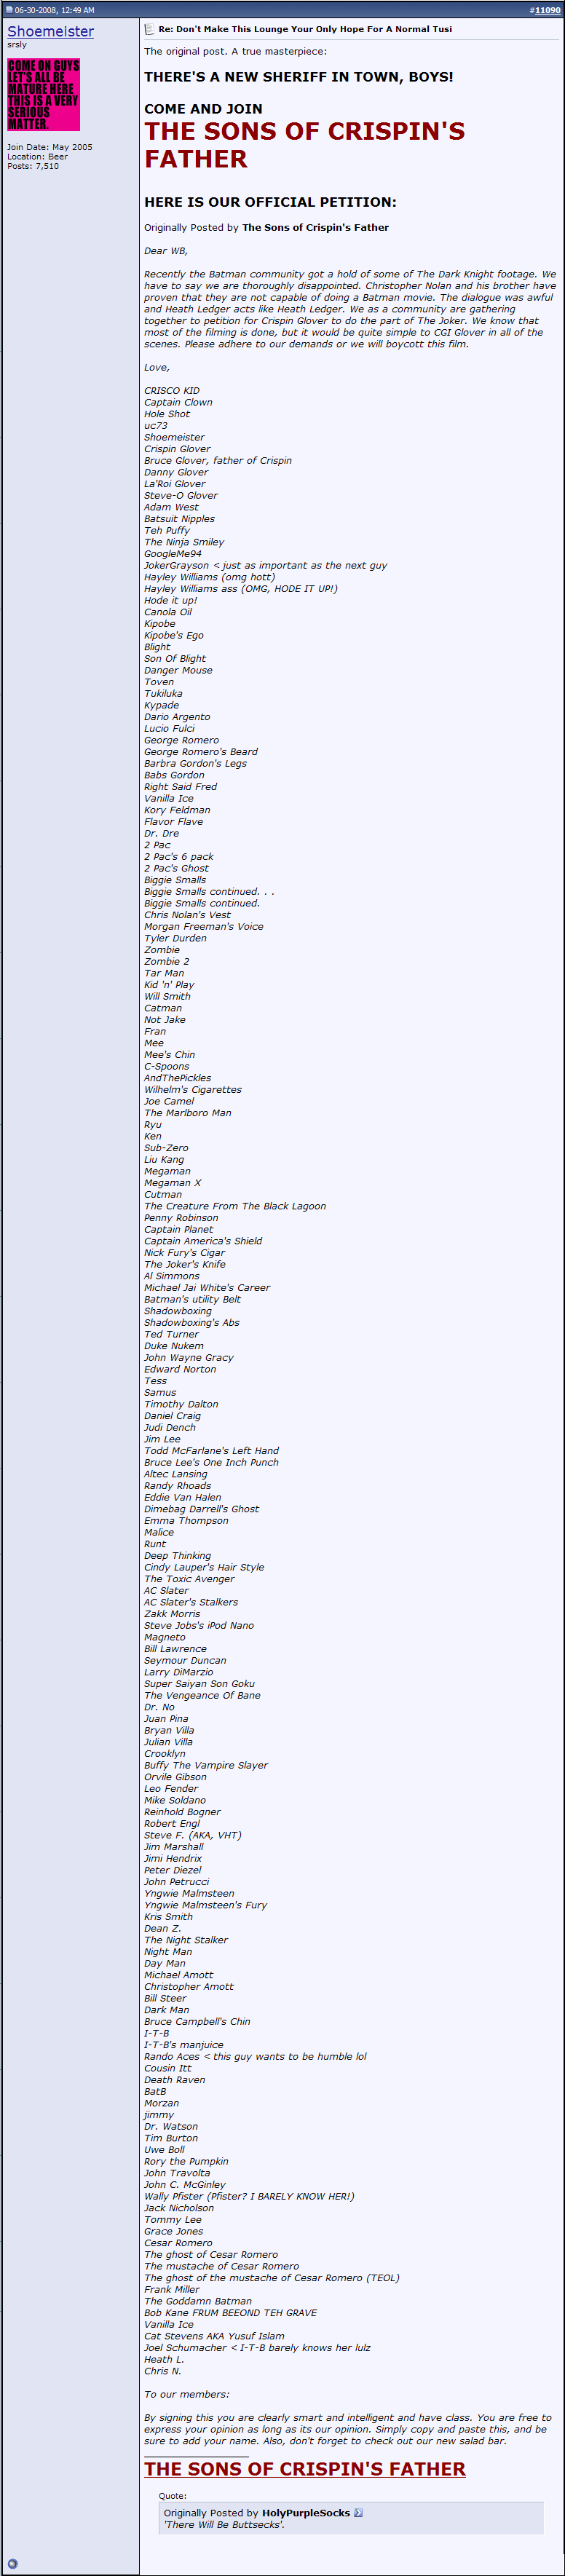 06-30-2008, 12:49 AM
#11090
Shoemeister
srsly
COME ON GUYS
LET'S ALL BE
MATURE HERE
THIS IS A VERY
SERIOUS
MATTER.
Join Date: May 2005
Location: Beer
Posts: 7,510
Re: Don't Make This Lounge Your Only Hope For A Normal Tusi
The original post. A true masterpiece:
THERE'S A NEW SHERIFF IN TOWN, BOYS!
COME AND JOIN
THE SONS OF CRISPIN'S
FATHER
HERE IS OUR OFFICIAL PETITION:
Originally Posted by The Sons of Crispin's Father
Dear WB,
Recently the Batman community got a hold of some of The Dark Knight footage. We
have to say we are thoroughly disappointed. Christopher Nolan and his brother have
proven that they are not capable of doing a Batman movie. The dialogue was awful
and Heath Ledger acts like Heath Ledger. We as a community are gathering
together to petition for Crispin Glover to do the part of The Joker. We know that
most of the filming is done, but it would be quite simple to CGI Glover in all of the
scenes. Please adhere to our demands or we will boycott this film.
Love,
CRISCO KID
Captain Clown
Hole Shot
uc73
Shoemeister
Crispin Glover
Bruce Glover, father of Crispin
Danny Glover
La'Roi Glover
Steve-O Glover
Adam West
Batsuit Nipples
Teh Puffy
The Ninja Smiley
GoogleMe94
JokerGrayson < just as important as the next guy
Hayley Williams (omg hott)
Hayley Williams ass (OMG, HODE IT UP!)
Hode it up!
Canola Oil
Kipobe
Kipobe's Ego
Blight
Son Of Blight
Danger Mouse
Toven
Tukiluka
Kypade
Dario Argento
Lucio Fulci
George Romero
George Romero's Beard
Barbra Gordon's Legs
Babs Gordon
Right Said Fred
Vanilla Ice
Kory Feldman
Flavor Flave
Dr. Dre
2 Pac
2 Pac's 6 pack
2 Pac's Ghost
Biggie Smalls
Biggie Smalls continued. . .
Biggie Smalls continued.
Chris Nolan's Vest
Morgan Freeman's Voice
Tyler Durden
Zombie
Zombie 2
Tar Man
Kid 'n' Play
Will Smith
Catman
Not Jake
Fran
Mee
Mee's Chin
C-Spoons
AndThePickles
Wilhelm's Cigarettes
Joe Camel
The Marlboro Man
Ryu
Ken
Sub-Zero
Liu Kang
Megaman
Megaman X
Cutman
The Creature From The Black Lagoon
Penny Robinson
Captain Planet
Captain America's Shield
Nick Fury's Cigar
The Joker's Knife
Al Simmons
Michael Jai White's Career
Batman's utility Belt
Shadowboxing
Shadowboxing's Abs
Ted Turner
Duke Nukem
John Wayne Gracy
Edward Norton
Tess
Samus
Timothy Dalton
Daniel Craig
Judi Dench
Jim Lee
Todd McFarlane's Left Hand
Bruce Lee's One Inch Punch
Altec Lansing
Randy Rhoads
Eddie Van Halen
Dimebag Darrell's Ghost
Emma Thompson
Malice
Runt
Deep Thinking
Cindy Lauper's Hair Style
The Toxic Avenger
AC Slater
AC Slater's Stalkers
Zakk Morris
Steve Jobs's iPod Nano
Magneto
Bill Lawrence
Seymour Duncan
Larry DiMarzio
Super Saiyan Son Goku
The Vengeance Of Bane
Dr. No
Juan Pina
Bryan Villa
Julian Villa
Crooklyn
Buffy The Vampire Slayer
Orvile Gibson
Leo Fender
Mike Soldano
Reinhold Bogner
Robert Engl
Steve F. (AKA, VHT)
Jim Marshall
Jimi Hendrix
Peter Diezel
John Petrucci
Yngwie Malmsteen
Yngwie Malmsteen's Fury
Kris Smith
Dean Z.
The Night Stalker
Night Man
Day Man
Michael Amott
Christopher Amott
Bill Steer
Dark Man
Bruce Campbell's Chin
I-T-B
I-T-B's manjuice
Rando Aces < this guy wants to be humble lol
Cousin Itt
Death Raven
BatB
Morzan
jimmy
Dr. Watson
Tim Burton
Uwe Boll
Rory the Pumpkin
John Travolta
John C. McGinley
Wally Pfister (Pfister? I BARELY KNOW HER!)
Jack Nicholson
Tommy Lee
Grace Jones
Cesar Romero
The ghost of Cesar Romero
The mustache of Cesar Romero
The ghost of the mustache of Cesar Romero (TEOL)
Frank Miller
The Goddamn Batman
Bob Kane FRUM BEEOND TEH GRAVE
Vanilla Ice
Cat Stevens AKA Yusuf Islam
Joel Schumacher < I-T-B barely knows her lulz
Heath L.
Chris N.
To our members:
By signing this you are clearly smart and intelligent and have class. You are free to
express your opinion as long as its our opinion. Simply copy and paste this, and be
sure to add your name. Also, don't forget to check out our new salad bar.
THE SONS OF CRISPIN'S FATHER
Quote:
Originally Posted by HolyPurpleSocks
'There Will Be Buttsecks'.